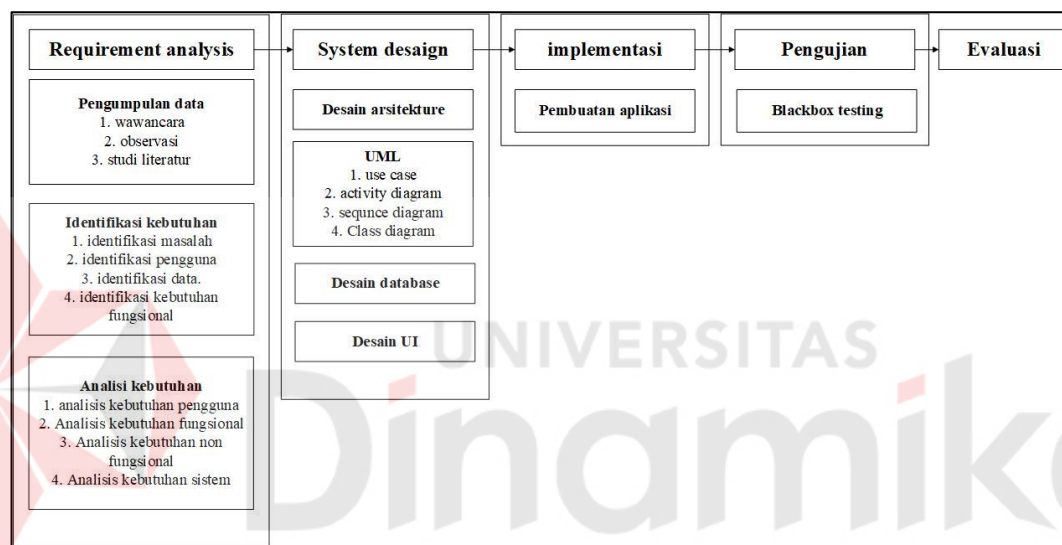 Requirement analysis
Pengumpulan data
1. wawancara
2. observasi
3. studi literatur
Identifikasi kebutuhan
1. identifikasi masalah
2. identifikasi pengguna
3. identifikasi data.
4. identifikasi kebutuhan
fungsional
Analisi kebutuhan
1. analisis kebutuhan pengguna
2. Analisis kebutuhan fungsional
3. Analisis kebutuhan non
fungsional
4. Analisis kebutuhan sistem
System desaign
Desain arsitekture
UML
1. use case
2. activity diagram
3. sequnce diagram
4. Class diagram
Desain database
Desain UI
implementasi
Pembuatan aplikasi
Pengujian
Blackbox testing
Evaluasi
UNIVERSITAS
Dinamika